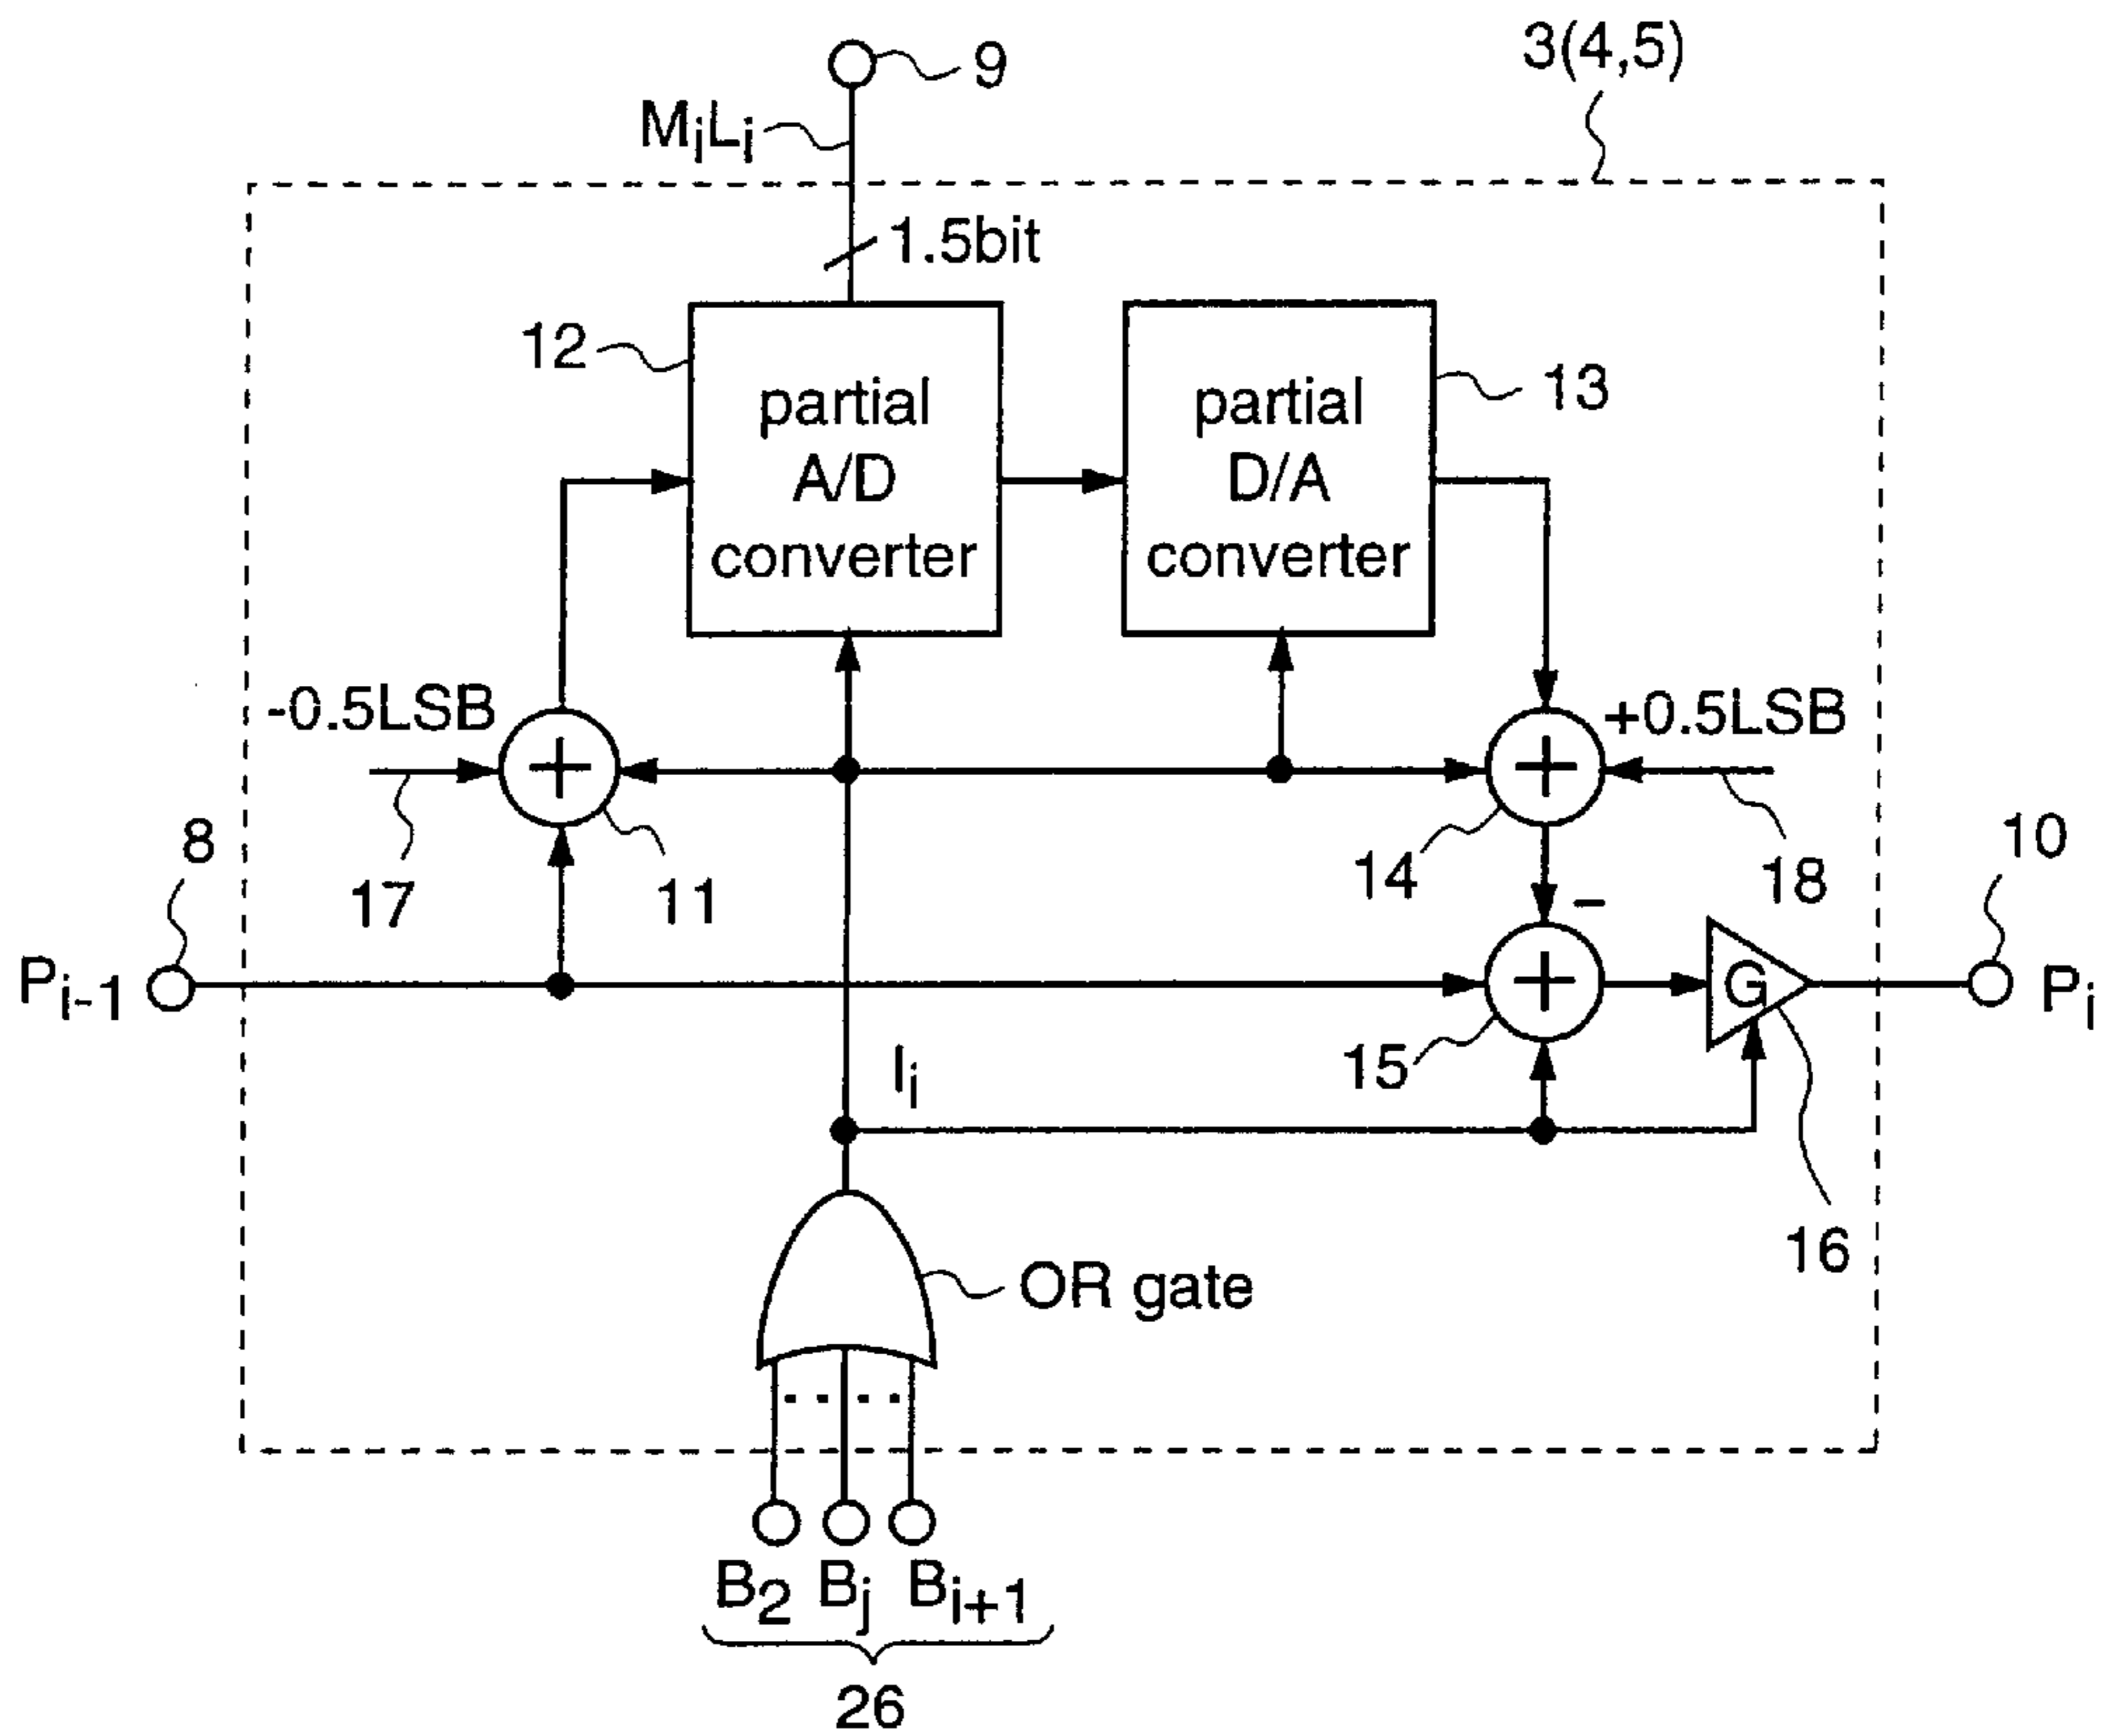 9
3(4,5)
MiLi
1.5bit
12
partial
A/D
converter
partial
D/A
converter
13
-0.5LSB
+
+
+0.5LSB
8
17
11
14
18
10
-
Pi-1
+
G
Pi
15
Ii
16
OR gate
B2 Bj Bi+1
26